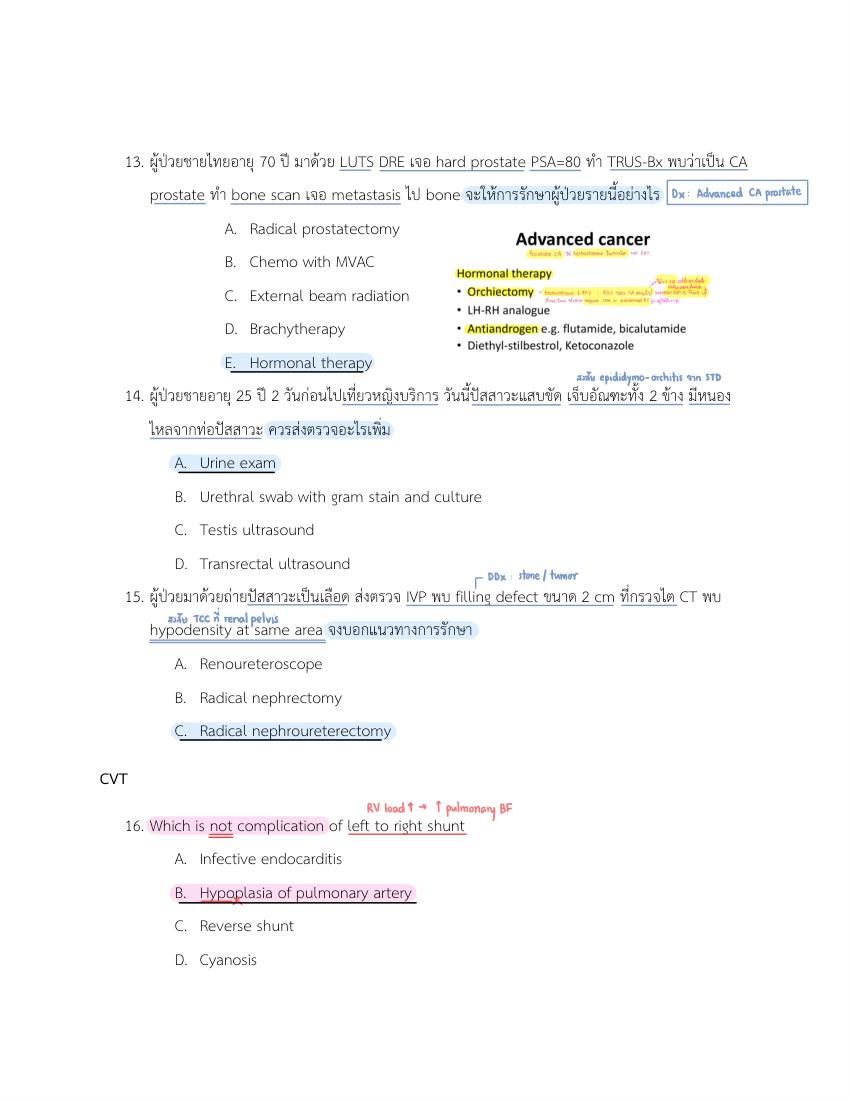 13. ผู้ป่วยชายไทยอายุ 70 ปี มาด้วย LUTS DRE เจอ hard prostate PSA=80 ทำ TRUS-Bx พบว่าเป็น CA
prostate ทำ bone scan เจอ metastasis ไป bone จะให้การรักษาผู้ป่วยรายนี้อย่างไร Dx: Advanced CA prostate
A. Radical prostatectomy
Advanced cancer
B. Chemo with MVAC
Hormonal therapy
C. External beam radiation
• Orchiectomy
• LH-RH analogue
D. Brachytherapy
• Antiandrogen e.g. flutamide, bicalutamide
• Diethyl-stilbestrol, Ketoconazole
E. Hormonal therapy
สงสัย epididymo-orchitis จาก STD
14. ผู้ป่วยชายอายุ 25 ปี 2 วันก่อนไปเที่ยวหญิงบริการ วันนี้ปัสสาวะแสบขัด เจ็บอัณฑะทั้ง 2 ข้าง มีหนอง
ไหลจากท่อปัสสาวะ ควรส่งตรวจอะไรเพิ่ม
A. Urine exam
B. Urethral swab with gram stain and culture
C. Testis ultrasound
D. Transrectal ultrasound
DDx: stone/tumor
15. ผู้ป่วยมาด้วยถ่ายปัสสาวะเป็นเลือด ส่งตรวจ IVP พบ filling defect ขนาด 2 cm ที่กรวยไต CT พบ
สงสัย TCC ที่ renal pelvis
hypodensity at same area จงบอกแนวทางการรักษา
A. Renoureteroscope
B. Radical nephrectomy
C. Radical nephroureterectomy
CVT
RV load ↑ → ↑ pulmonary BF
16. Which is not complication of left to right shunt
A. Infective endocarditis
B. Hypoplasia of pulmonary artery
C. Reverse shunt
D. Cyanosis